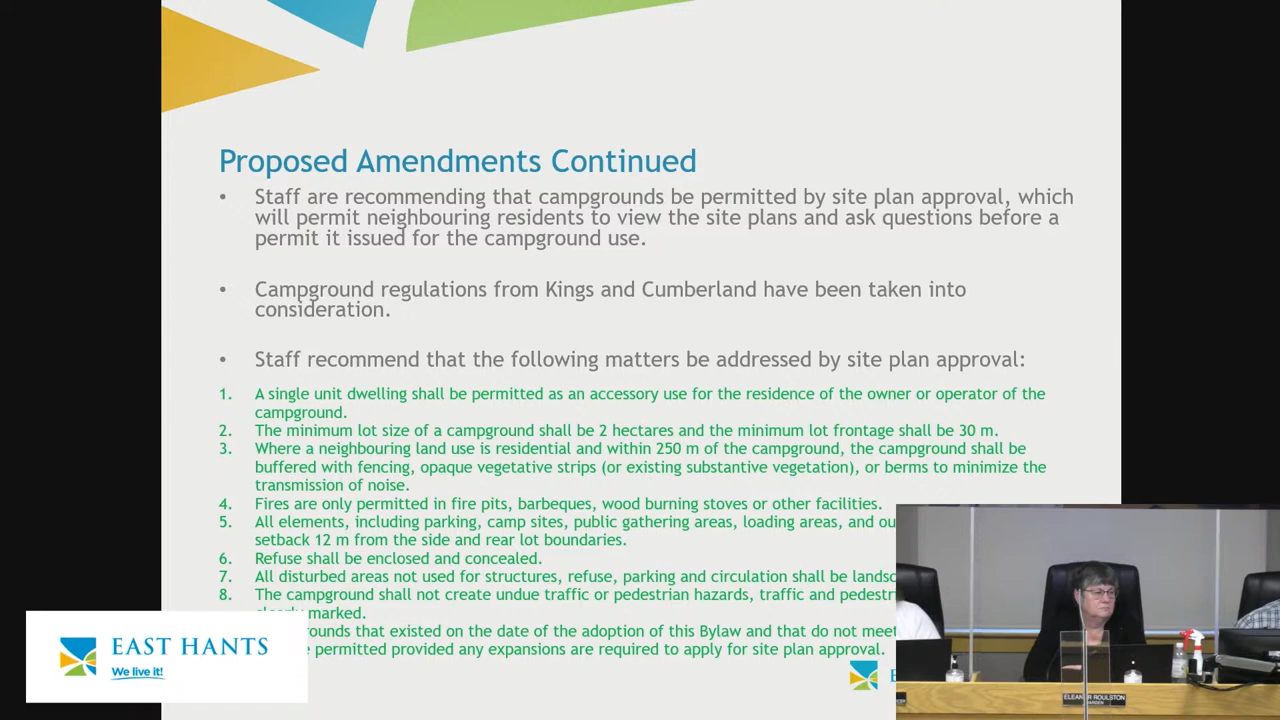 Proposed Amendments Continued
• Staff are recommending that campgrounds be permitted by site plan approval, which
will permit neighbouring residents to view the site plans and ask questions before a
permit it issued for the campground use.
• Campground regulations from Kings and Cumberland have been taken into
consideration.
• Staff recommend that the following matters be addressed by site plan approval:
1. A single unit dwelling shall be permitted as an accessory use for the residence of the owner or operator of the
campground.
2. The minimum lot size of a campground shall be 2 hectares and the minimum lot frontage shall be 30 m.
3. Where a neighbouring land use is residential and within 250 m of the campground, the campground shall be
buffered with fencing, opaque vegetative strips (or existing substantive vegetation), or berms to minimize the
transmission of noise.
4. Fires are only permitted in fire pits, barbeques, wood burning stoves or other facilities.
5. All elements, including parking, camp sites, public gathering areas, loading areas, and ou
setback 12 m from the side and rear lot boundaries.
6. Refuse shall be enclosed and concealed.
7. All disturbed areas not used for structures, refuse, parking and circulation shall be landsc
8. The campground shall not create undue traffic or pedestrian hazards, traffic and pedestr
clearly marked.
rounds that existed on the date of the adoption of this Bylaw and that do not meet
permitted provided any expansions are required to apply for site plan approval.
EAST HANTS
We live it!
ELEANOR ROULSTON
WARDEN